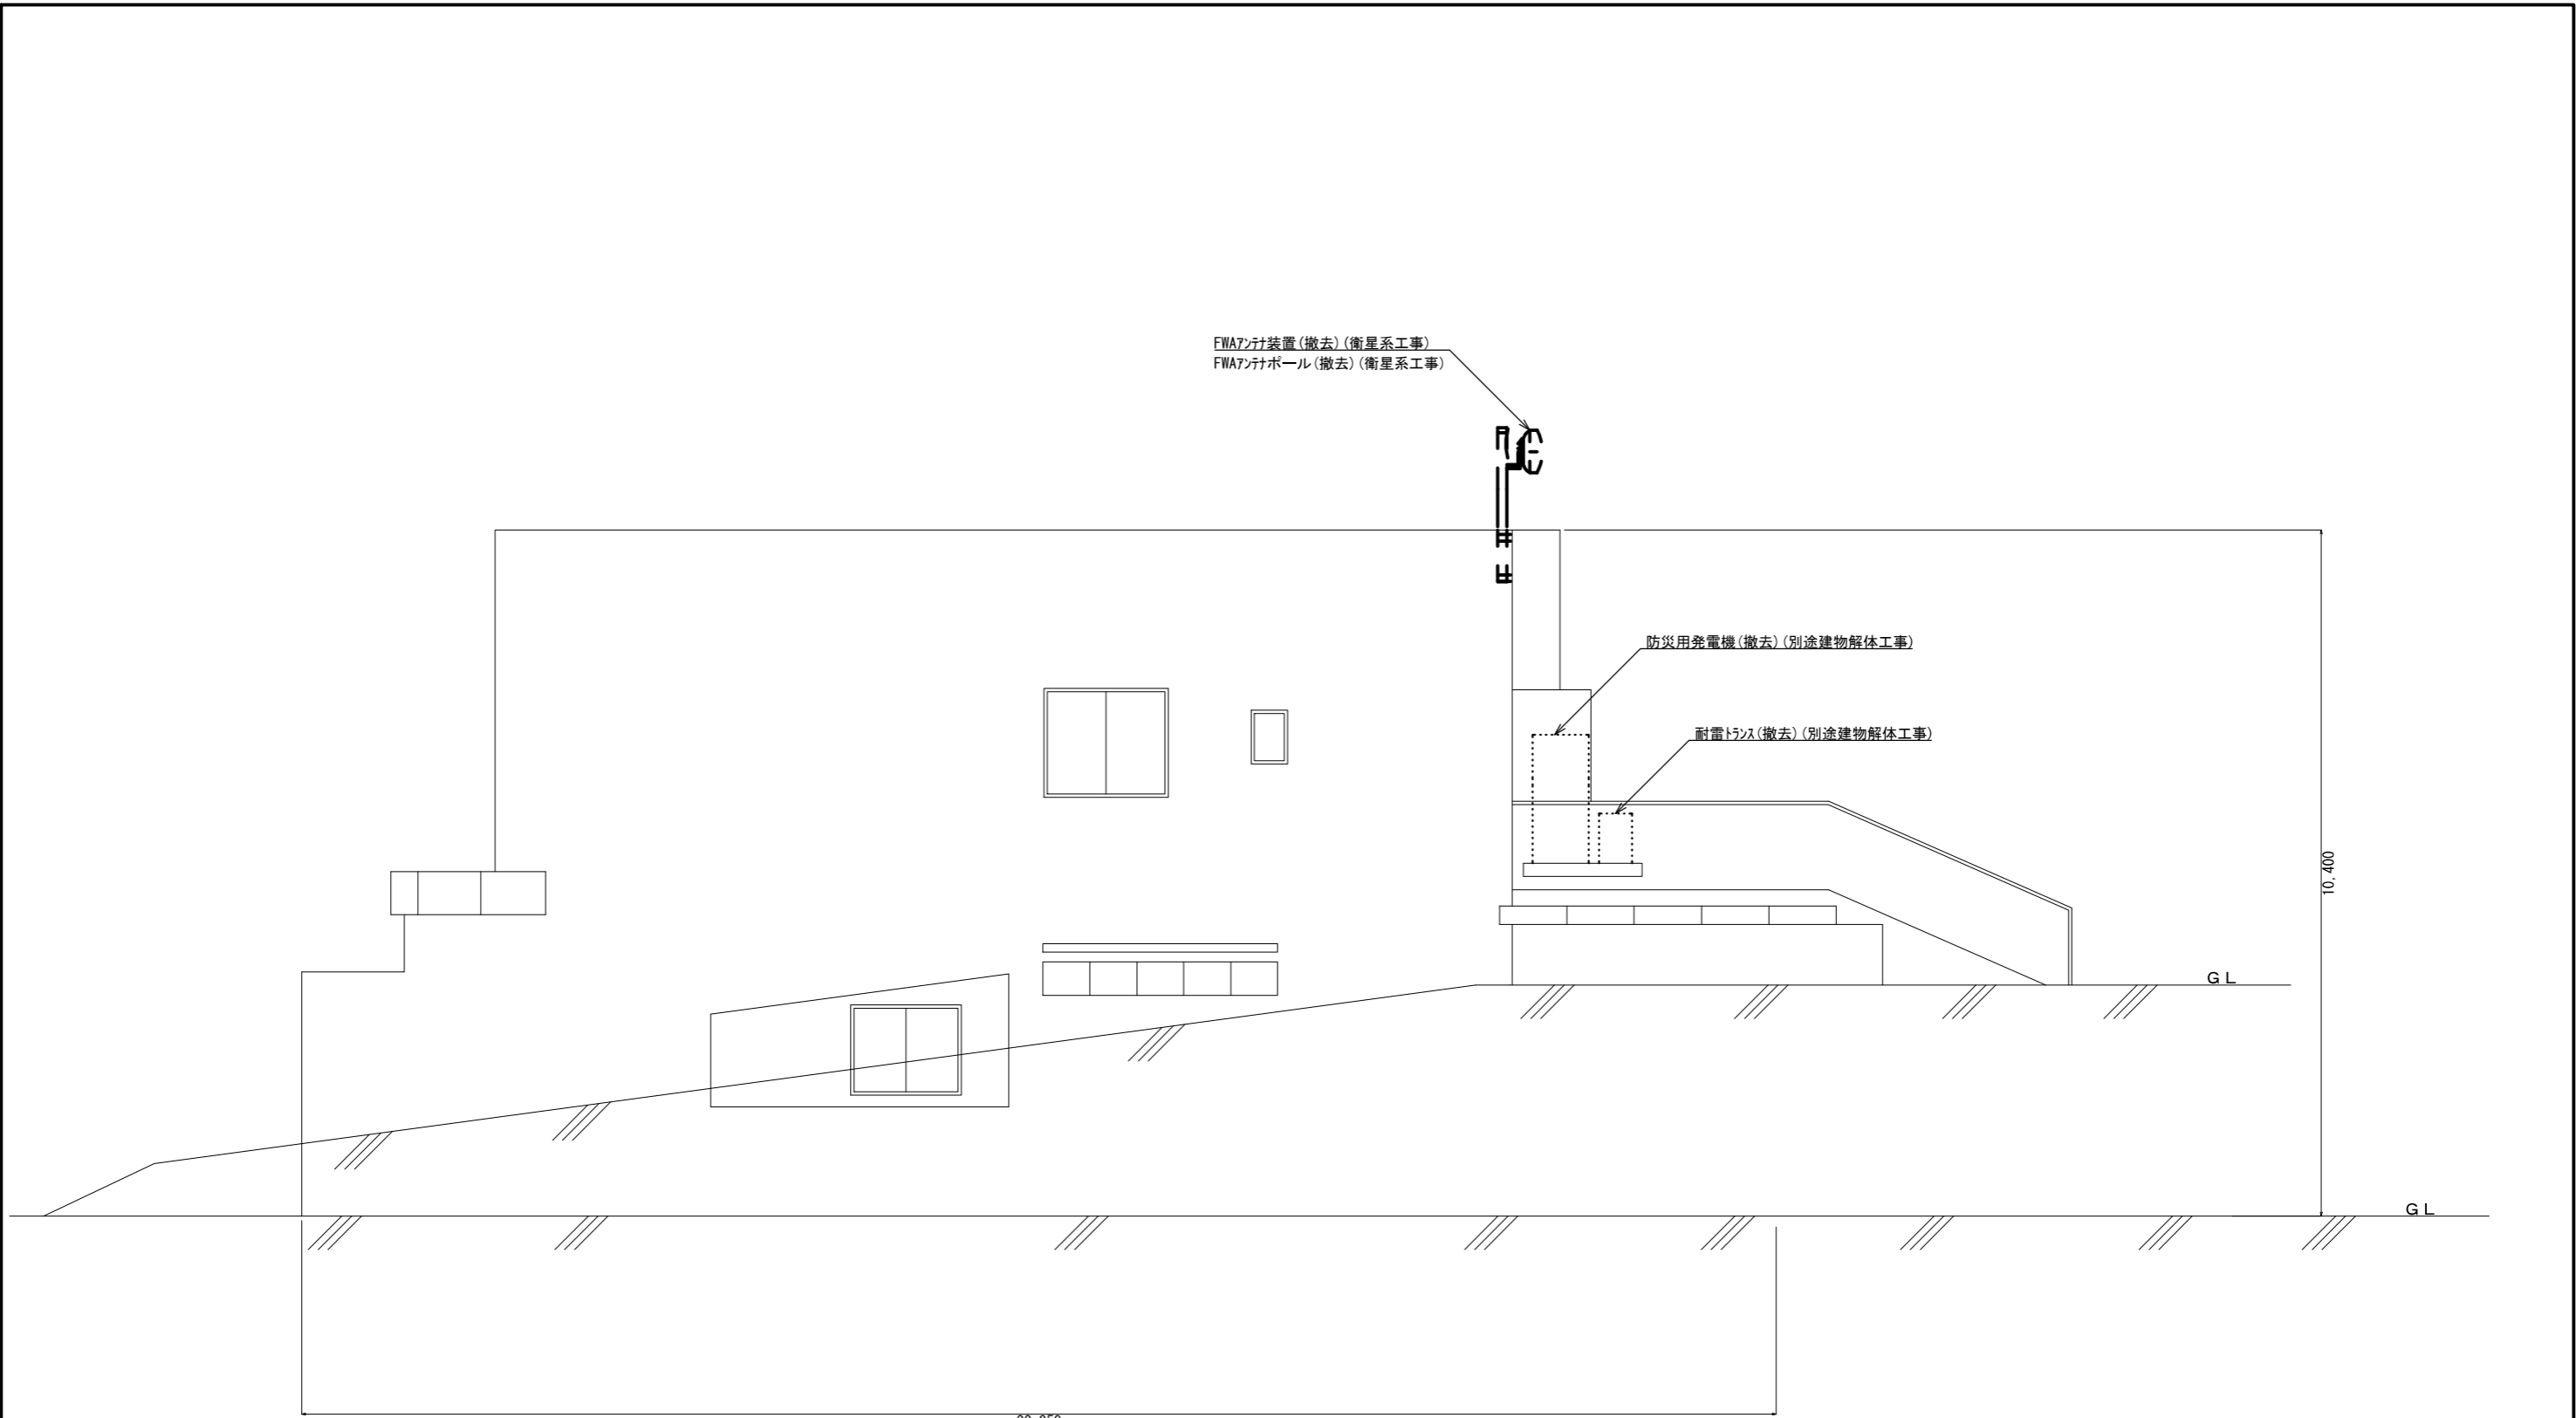 FWAｱﾝﾃﾅ装置(撤去)(衛星系工事)
FWAｱﾝﾃﾅポール(撤去)(衛星系工事)
防災用発電機(撤去)(別途建物解体工事)
耐雷ﾄﾗﾝｽ(撤去)(別途建物解体工事)
10,400
ＧＬ
ＧＬ